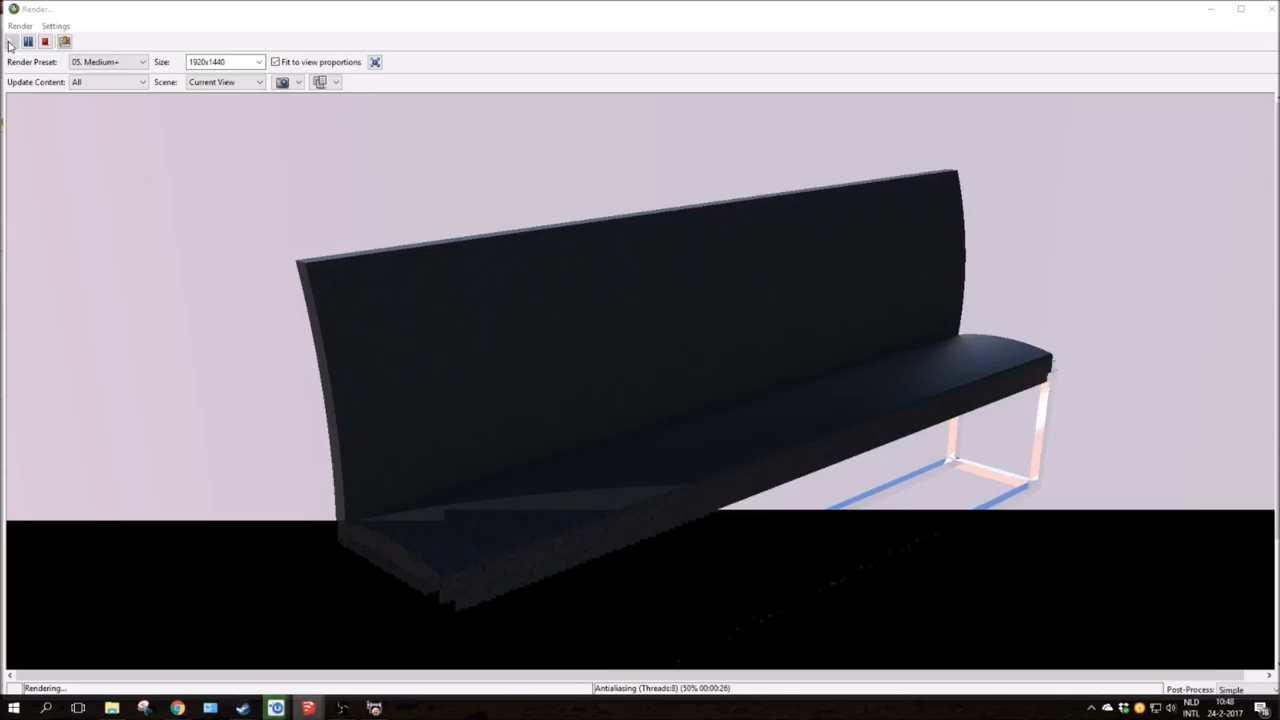 Render...
Render Settings
Render Preset: 05. Medium+ Size: 1920x1440 Fit to view proportions
Update Content: All Scene: Current View
Rendering... Antialiasing (Threads:8) (50% 00:00:26) Post-Process: Simple
NLD 10:48
INTL 24-2-2017 18